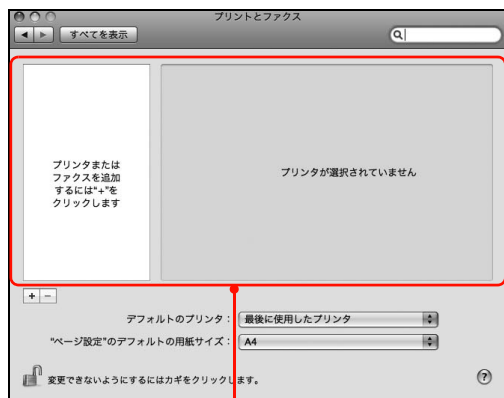 プリントとファクス
すべてを表示
プリンタまたは
ファクスを追加
するには"+"を
クリックします
プリンタが選択されていません
+ −
デフォルトのプリンタ： 最後に使用したプリンタ
"ページ設定"のデフォルトの用紙サイズ： A4
変更できないようにするにはカギをクリックします。
?